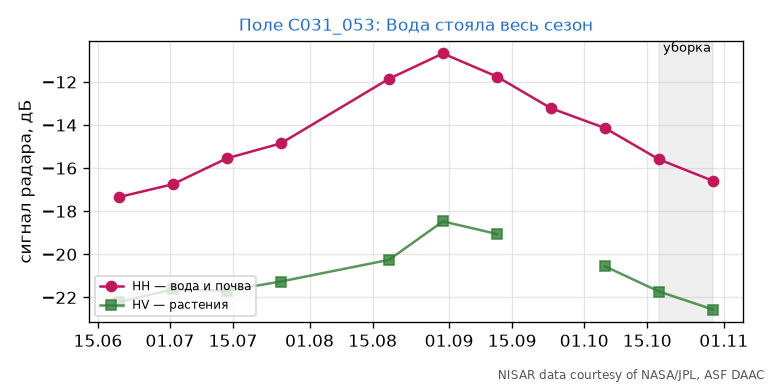 Поле C031_053: Вода стояла весь сезон
уборка
сигнал радара, дБ
−12
−14
−16
−18
−20
−22
HH — вода и почва
HV — растения
15.06 01.07 15.07 01.08 15.08 01.09 15.09 01.10 15.10 01.11
NISAR data courtesy of NASA/JPL, ASF DAAC